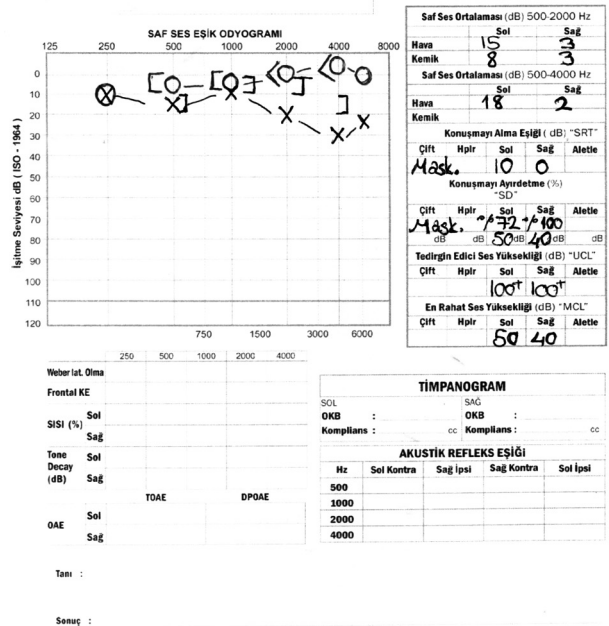 SAF SES EŞİK ODYOGRAMI
125 250 500 1000 2000 4000 8000
İşitme Seviyesi dB ( ISO - 1964 )
0
10
20
30
40
50
60
70
80
90
100
110
120
750 1500 3000 6000
Saf Ses Ortalaması (dB) 500-2000 Hz
Sol Sağ
Hava 15 3
Kemik 8 3
Saf Ses Ortalaması (dB) 500-4000 Hz
Sol Sağ
Hava 18 2
Kemik
Konuşmayı Alma Eşiği ( dB) "SRT"
Çift Hplr Sol Sağ Aletle
Mask. 10 0
Konuşmayı Ayırdetme (%)
"SD"
Çift Hplr Sol Sağ Aletle
Mask. %72 %100
dB dB 50 dB 40 dB dB
Tedirgin Edici Ses Yüksekliği (dB) "UCL"
Çift Hplr Sol Sağ Aletle
100+ 100+
En Rahat Ses Yüksekliği (dB) "MCL"
Çift Hplr Sol Sağ Aletle
50 40
250 500 1000 2000 4000
Weber lat. Olma
Frontal KE
SISI (%) Sol
Sağ
Tone Decay (dB) Sol
Sağ
TOAE DPOAE
OAE Sol
Sağ
TİMPANOGRAM
SOL SAĞ
OKB : OKB :
Komplians : cc Komplians : cc
AKUSTİK REFLEKS EŞİĞİ
Hz Sol Kontra Sağ İpsi Sağ Kontra Sol İpsi
500
1000
2000
4000
Tanı :
Sonuç :